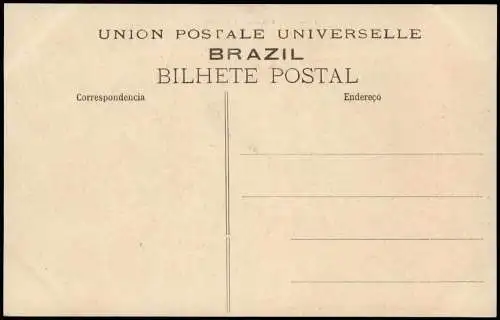 UNION POSTALE UNIVERSELLE
BRAZIL
BILHETE POSTAL
Correspondencia
Endereço